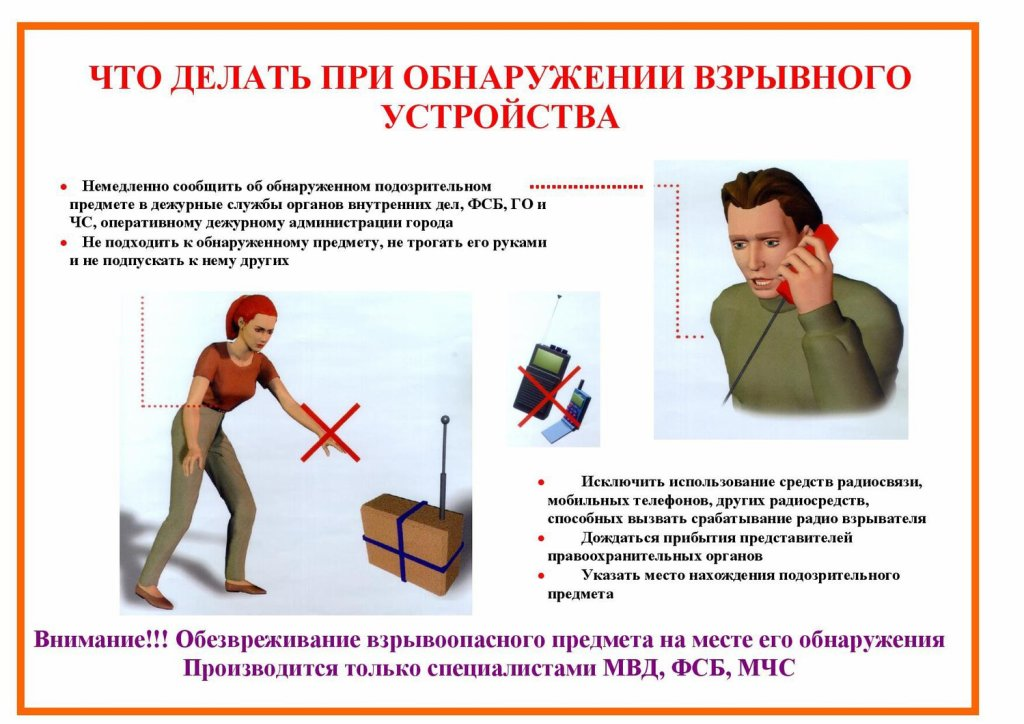 ЧТО ДЕЛАТЬ ПРИ ОБНАРУЖЕНИИ ВЗРЫВНОГО
УСТРОЙСТВА
• Немедленно сообщить об обнаруженном подозрительном
предмете в дежурные службы органов внутренних дел, ФСБ, ГО и
ЧС, оперативному дежурному администрации города
• Не подходить к обнаруженному предмету, не трогать его руками
и не подпускать к нему других
• Исключить использование средств радиосвязи,
мобильных телефонов, других радиосредств,
способных вызвать срабатывание радио взрывателя
• Дождаться прибытия представителей
правоохранительных органов
• Указать место нахождения подозрительного
предмета
Внимание!!! Обезвреживание взрывоопасного предмета на месте его обнаружения
Производится только специалистами МВД, ФСБ, МЧС